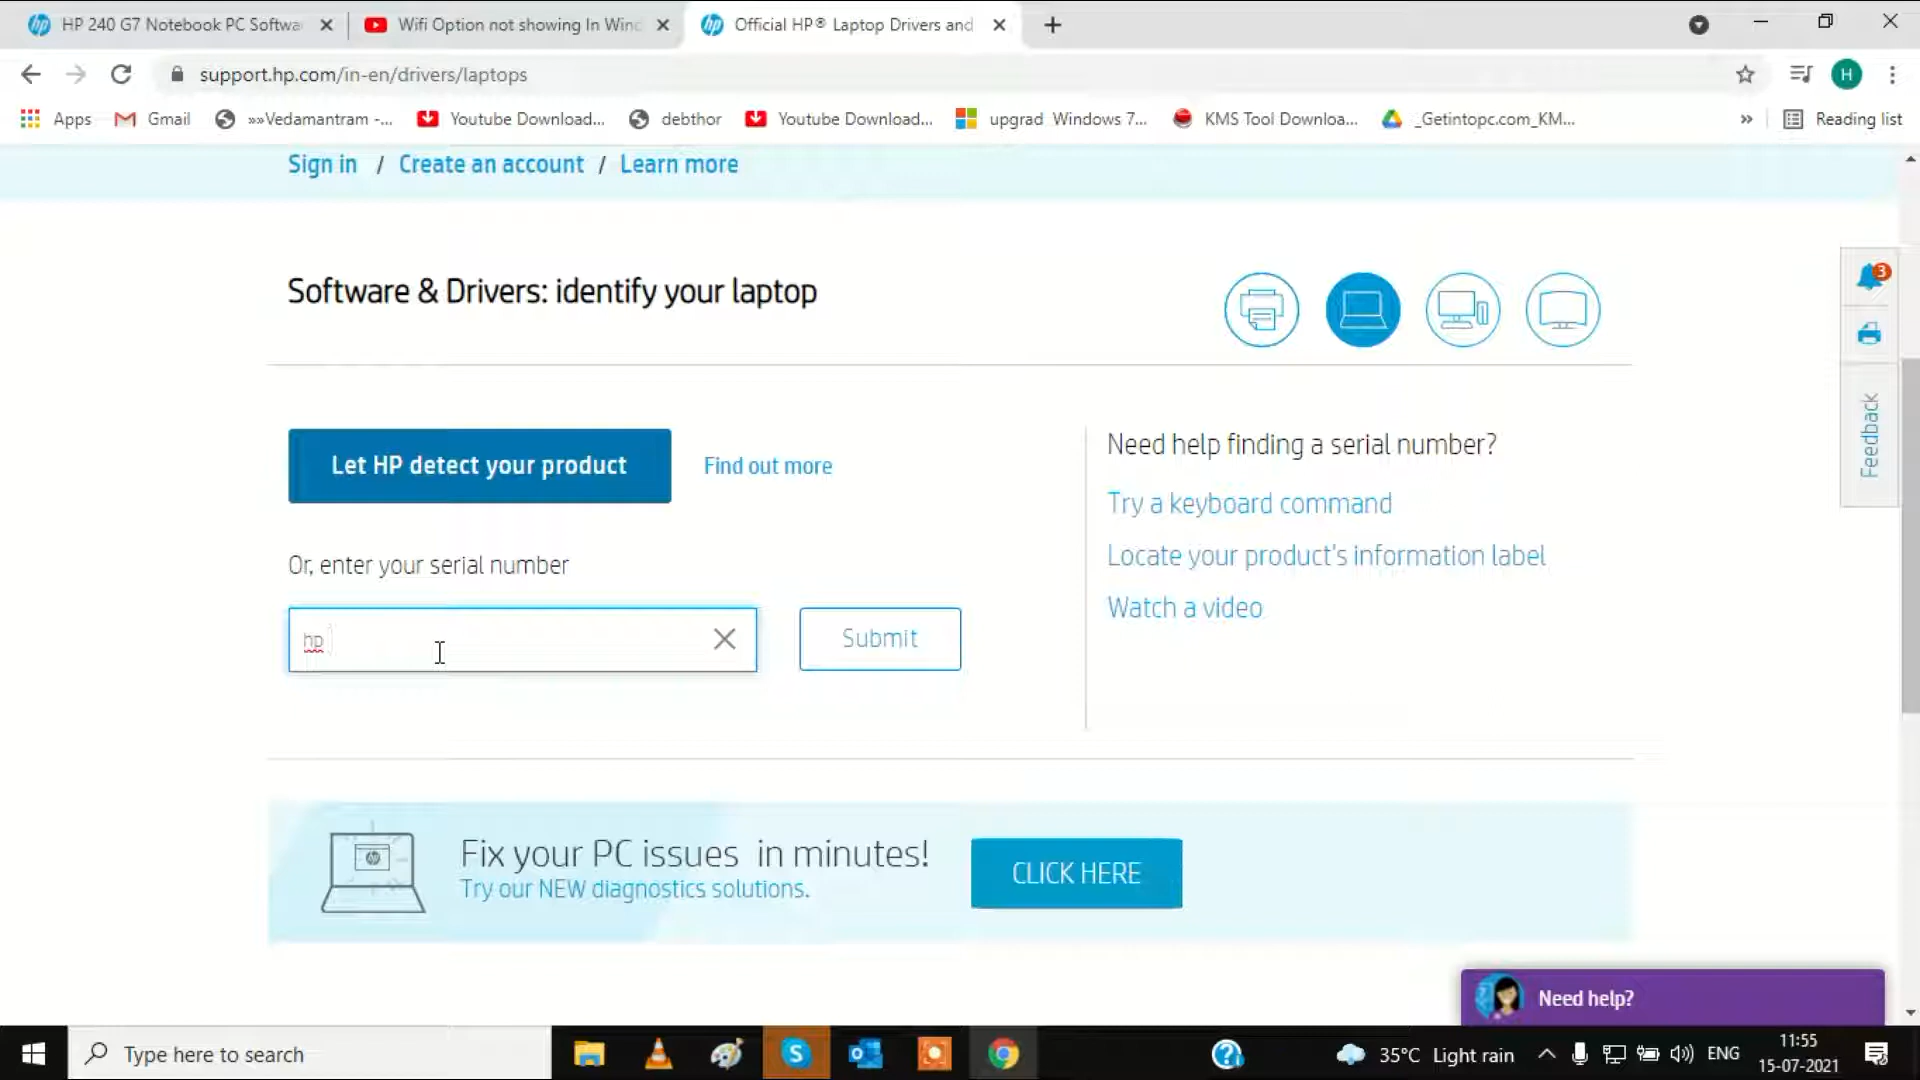 HP 240 G7 Notebook PC Softwa
Wifi Option not showing In Wind
Official HP® Laptop Drivers and
support.hp.com/in-en/drivers/laptops
H
Apps
Gmail
»»Vedamantram -...
Youtube Download...
debthor
Youtube Download...
upgrad Windows 7...
KMS Tool Downloa...
_Getintopc.com_KM...
»
Reading list
Sign in / Create an account / Learn more
Software & Drivers: identify your laptop
3
Let HP detect your product
Find out more
Need help finding a serial number?
Try a keyboard command
Locate your product's information label
Watch a video
Feedback
Or, enter your serial number
hp
Submit
Fix your PC issues in minutes!
Try our NEW diagnostics solutions.
CLICK HERE
Need help?
Type here to search
35°C Light rain
ENG
11:55
15-07-2021